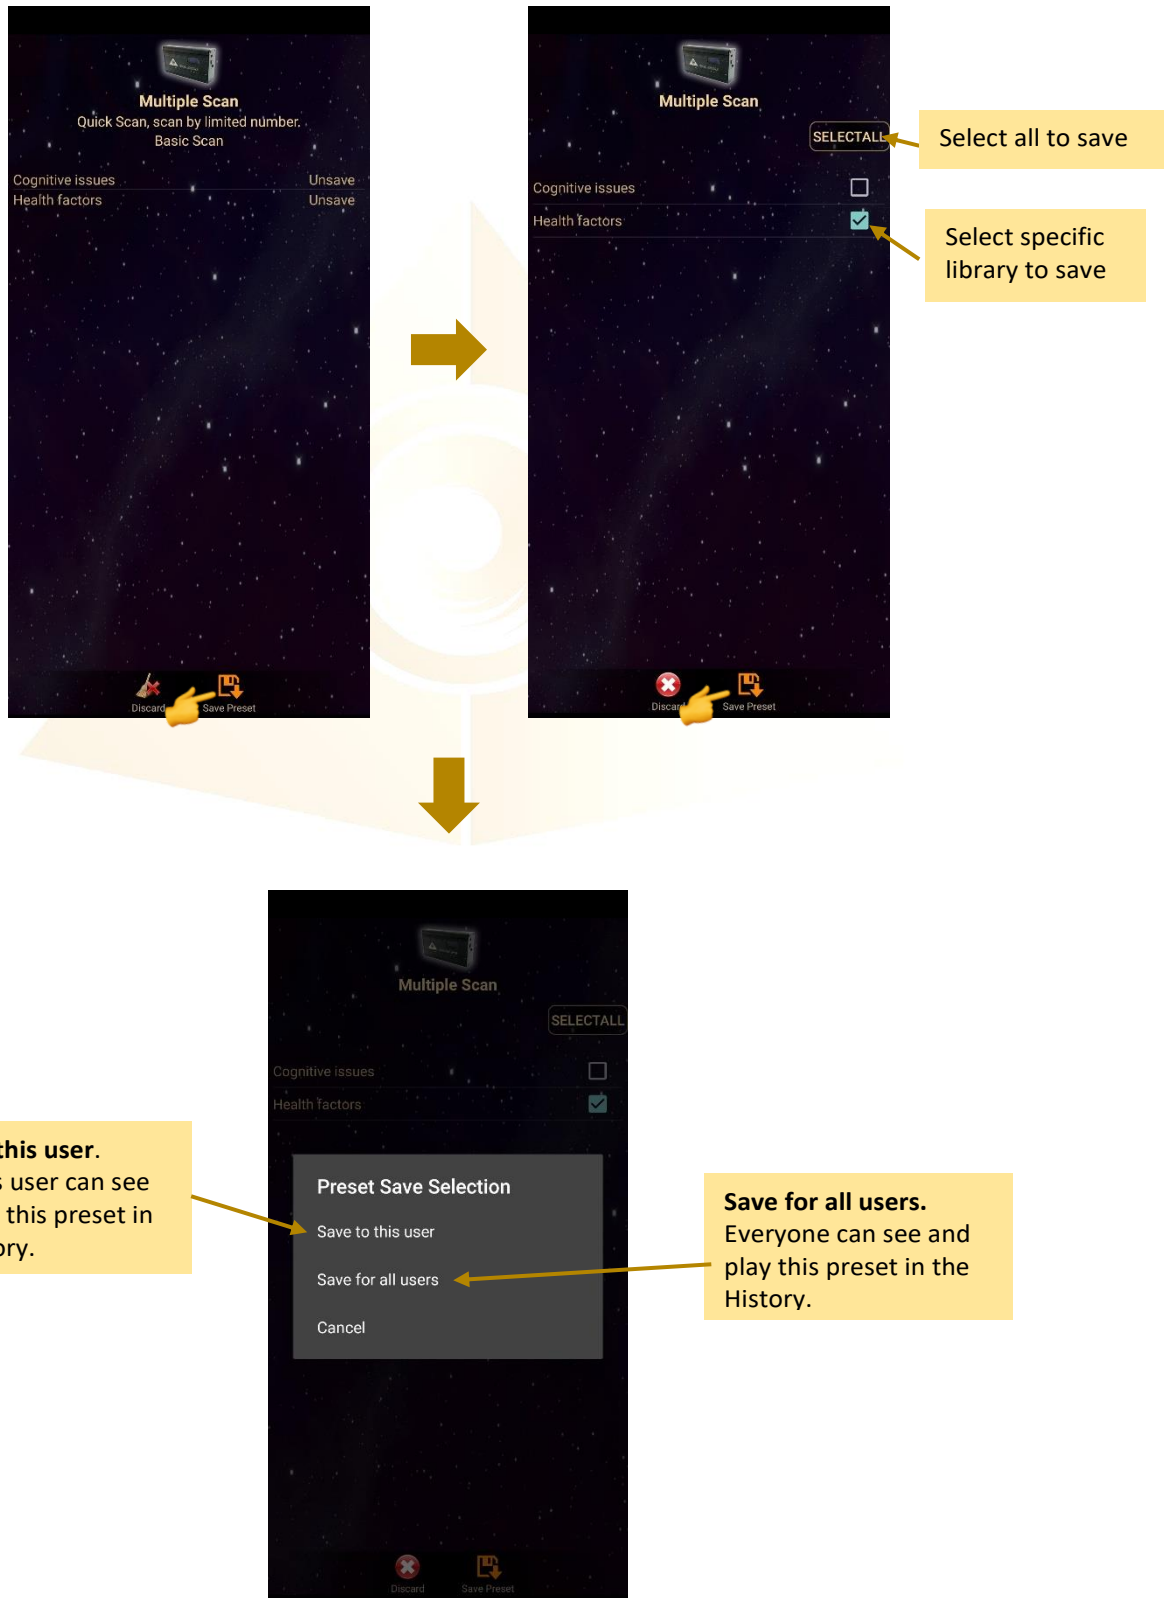 Multiple Scan
Quick Scan, scan by limited number.
Basic Scan
Cognitive issues Unsave
Health factors Unsave
Discard Save Preset
Multiple Scan
SELECTALL
Cognitive issues
Health factors
Discard Save Preset
Select all to save
Select specific
library to save
Multiple Scan
SELECTALL
Cognitive issues
Health factors
Preset Save Selection
Save to this user
Save for all users
Cancel
Discard Save Preset
this user.
user can see
this preset in
Save for all users.
Everyone can see and
play this preset in the
History.